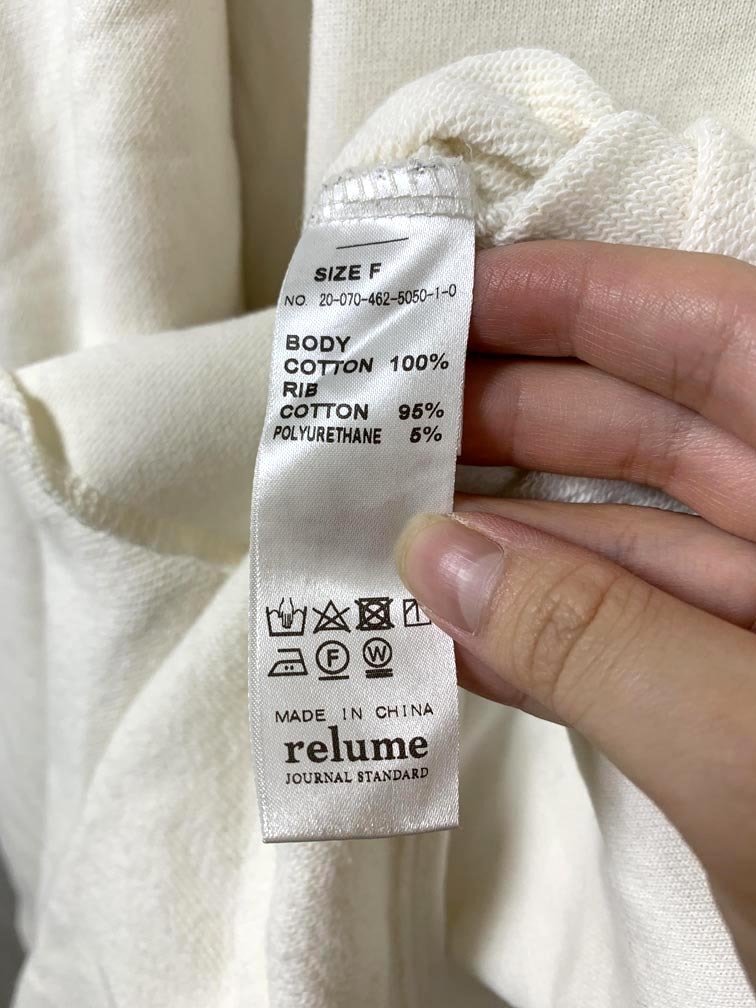 SIZE F
NO. 20-070-462-5050-1-0
BODY
COTTON 100%
RIB
COTTON 95%
POLYURETHANE 5%
F W
MADE IN CHINA
relume
JOURNAL STANDARD